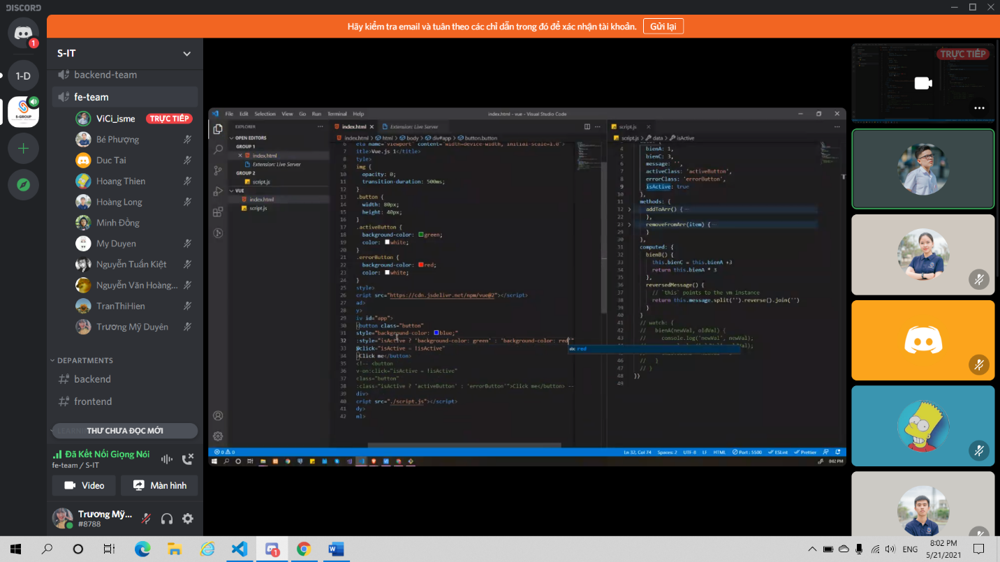 DISCORD
Hãy kiểm tra email và tuân theo các chỉ dẫn trong đó để xác nhận tài khoản. Gửi lại
1
1-D
S-GROUP
S-IT
backend-team
fe-team
ViCi_isme TRỰC TIẾP
Bé Phượng
Duc Tai
Hoang Thien
Hoàng Long
Minh Đồng
My Duyen
Nguyễn Tuấn Kiệt
Nguyễn Văn Hoàng...
TranThiHien
Trương Mỹ Duyên
DEPARTMENTS
backend
frontend
THƯ CHƯA ĐỌC MỚI
Đã Kết Nối Giọng Nói
fe-team / S-IT
Video
Màn hình
Trương Mỹ...
#8788
File Edit Selection View Go Run Terminal Help
index.html - vue - Visual Studio Code
EXPLORER
OPEN EDITORS
GROUP 1
index.html
Extension: Live Server
GROUP 2
script.js
VUE
index.html
script.js
index.html
Extension: Live Server
index.html > html > body > div#app > button.button
6 eta name="viewport" content="width=device-width, initial-scale=1.0"
7 itle>Vue.js 1</title>
8 tyle>
9 img {
10 opacity: 0;
11 transition-duration: 500ms;
12 }
13 .button {
14 width: 80px;
15 height: 40px;
16 }
17 .activeButton {
18 background-color: green;
19 color: white;
20 }
21 .errorButton {
22 background-color: red;
23 color: white;
24 }
25 style>
26 cript src="https://cdn.jsdelivr.net/npm/vue@2"></script>
27 ad>
28 y>
29 iv id="app">
30 <button class="button"
31 style="background-color: blue;"
32 :style="isActive ? 'background-color: green' : 'background-color: red'"
33 @click="isActive = !isActive"
34 >Click me</button>
35 <!-- <button
36 v-on:click="isActive = !isActive"
37 class="button"
38 :class="isActive ? 'activeButton' : 'errorButton'">Click me</button> --
39 div>
40 cript src="./script.js"></script>
41 dy>
42 ml>
abc red
script.js
script.js > data > isActive
4 bienA: 1,
5 bienC: 3,
6 message: '',
7 activeClass: 'activeButton',
8 errorClass: 'errorButton',
9 isActive: true
10 },
11 methods: {
12 addToArr() {
22 },
23 removeFromArr(item) {
29 }
30 },
31 computed: {
32 bienB() {
33 this.bienC = this.bienA +3
34 return this.bienA * 3
35 },
36 reversedMessage() {
37 // `this` points to the vm instance
38 return this.message.split('').reverse().join('')
39 }
40 }
41 // watch: {
42 // bienA(newVal, oldVal) {
43 // console.log('newVal', newVal);
46 // }
47 // }
48 })
49
0 0
Ln 32, Col 74 Spaces: 2 UTF-8 LF HTML Port : 5500 ESLint Prettier
8:02 PM
TRỰC TIẾP
1
ENG
8:02 PM
5/21/2021